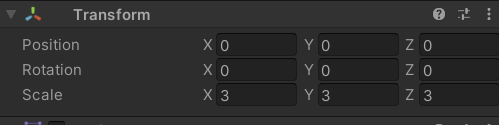 Transform
Position X 0 Y 0 Z 0
Rotation X 0 Y 0 Z 0
Scale X 3 Y 3 Z 3